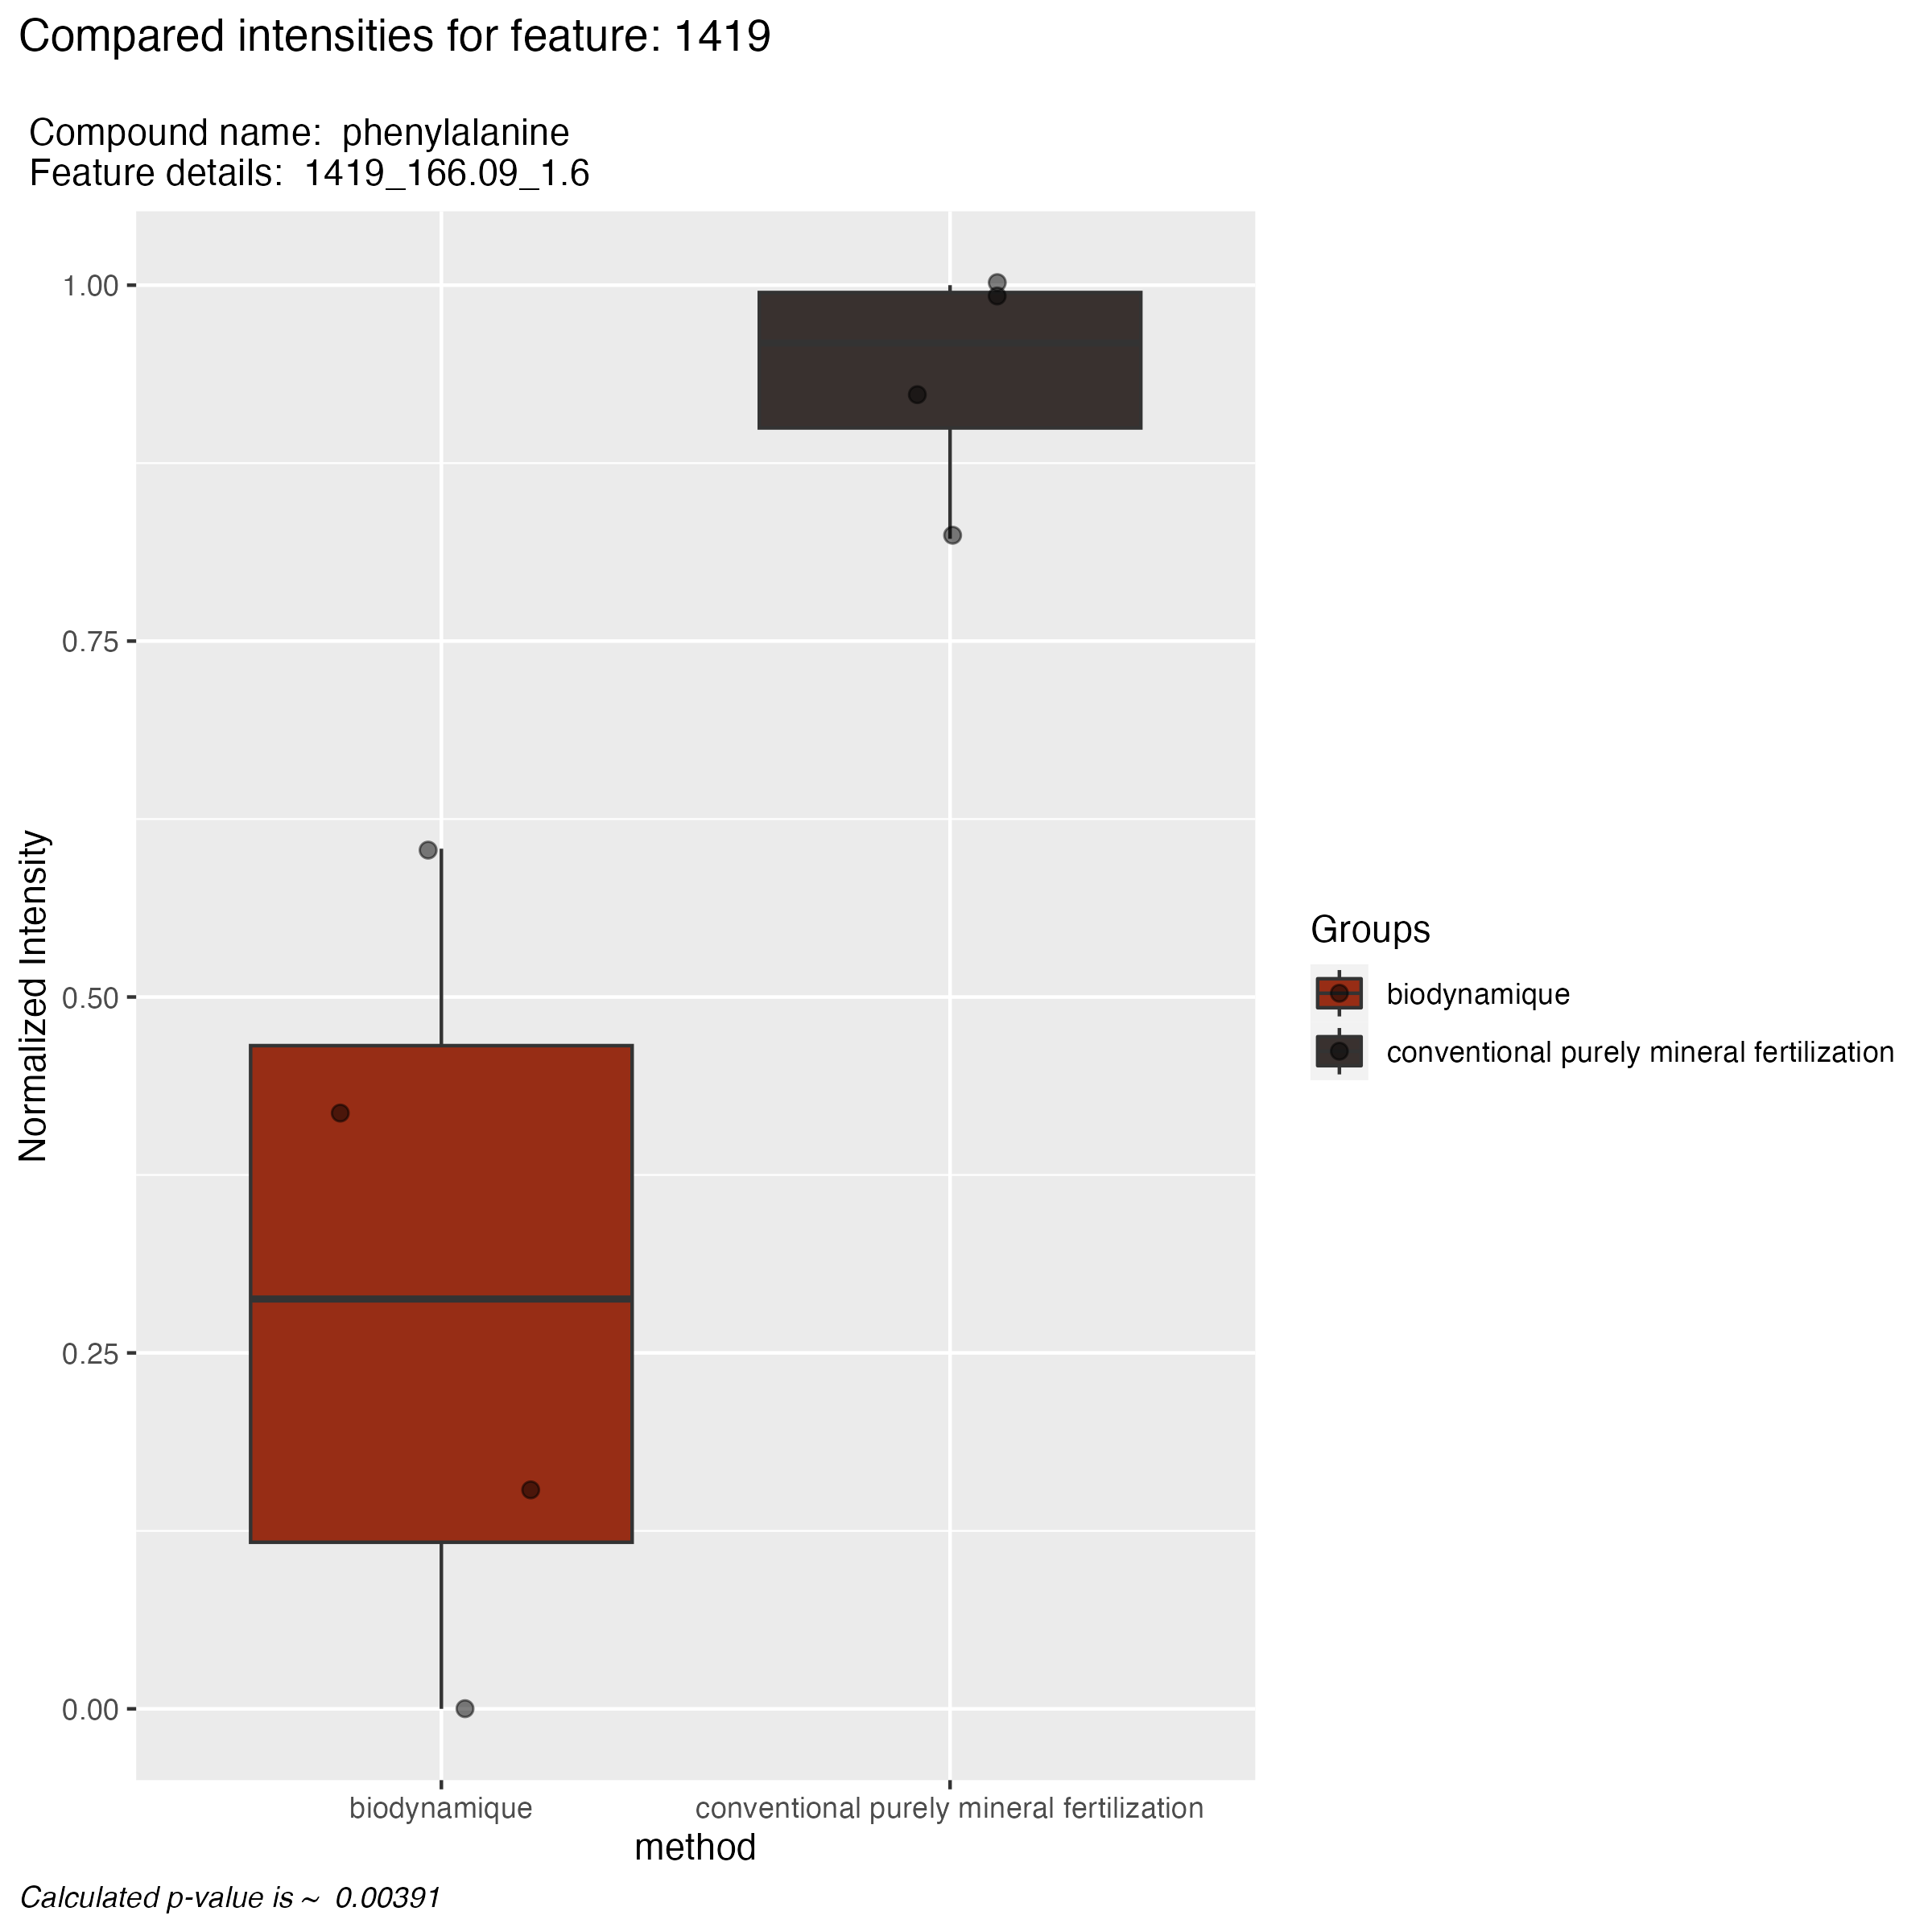 Compared intensities for feature: 1419
Compound name:  phenylalanine
Feature details:  1419_166.09_1.6
Normalized Intensity
1.00
0.75
0.50
0.25
0.00
biodynamique
conventional purely mineral fertilization
method
Groups
biodynamique
conventional purely mineral fertilization
Calculated p-value is ~  0.00391